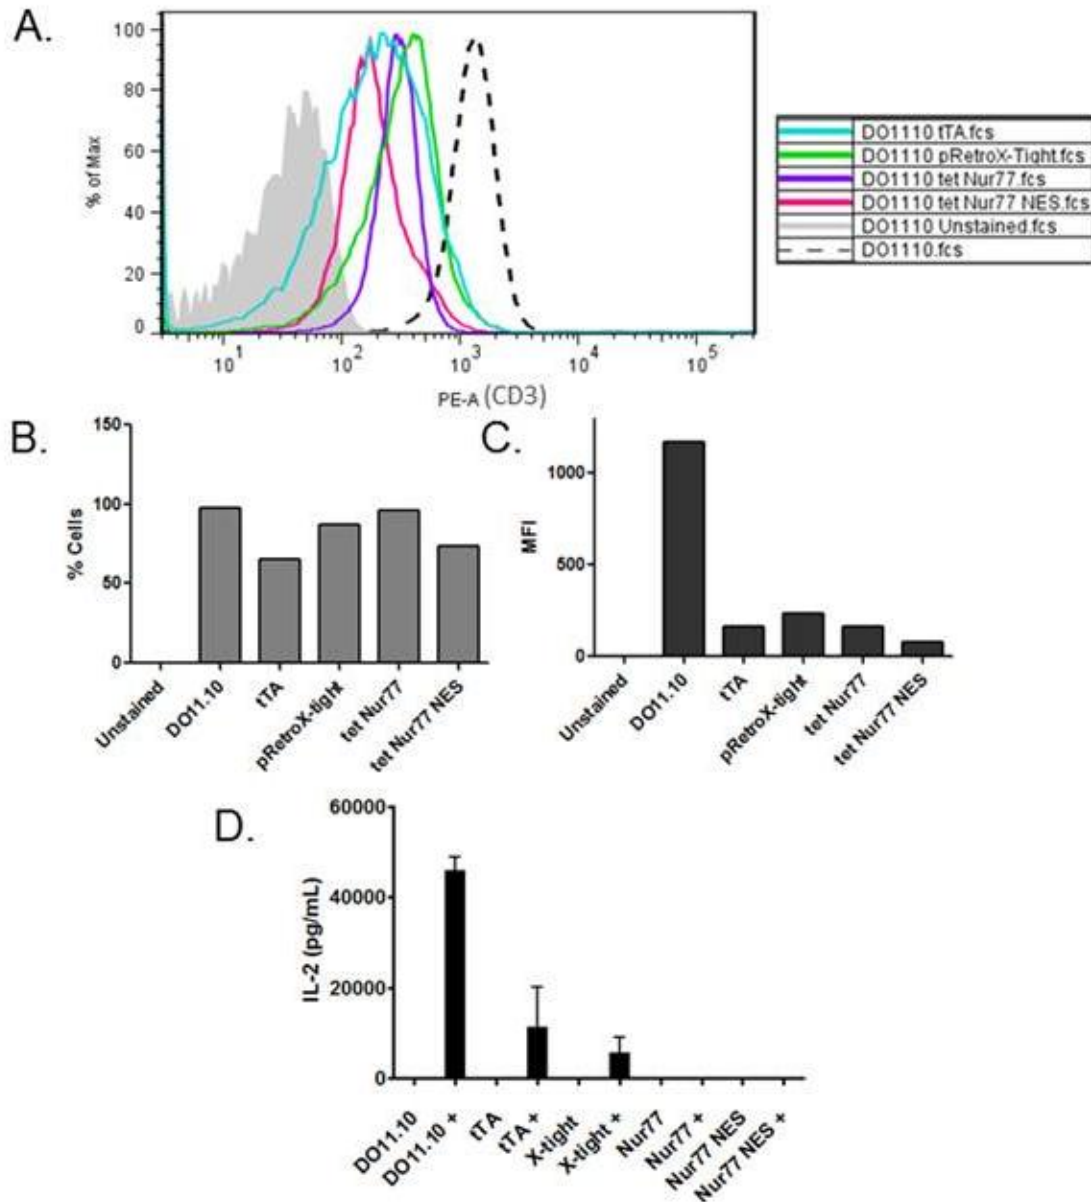 A.
100
80
60
40
20
0
% of Max
10^1 10^2 10^3 10^4 10^5
PE-A (CD3)
DO1110 tTA.fcs
DO1110 pRetroX-Tight.fcs
DO1110 tet Nur77.fcs
DO1110 tet Nur77 NES.fcs
DO1110 Unstained.fcs
DO1110.fcs
B.
150
100
50
0
% Cells
Unstained
DO11.10
tTA
pRetroX-tight
tet Nur77
tet Nur77 NES
C.
1000
500
0
MFI
Unstained
DO11.10
tTA
pRetroX-tight
tet Nur77
tet Nur77 NES
D.
60000
40000
20000
0
IL-2 (pg/mL)
DO11.10
DO11.10 +
tTA
tTA +
X-tight
X-tight +
Nur77
Nur77 +
Nur77 NES
Nur77 NES +